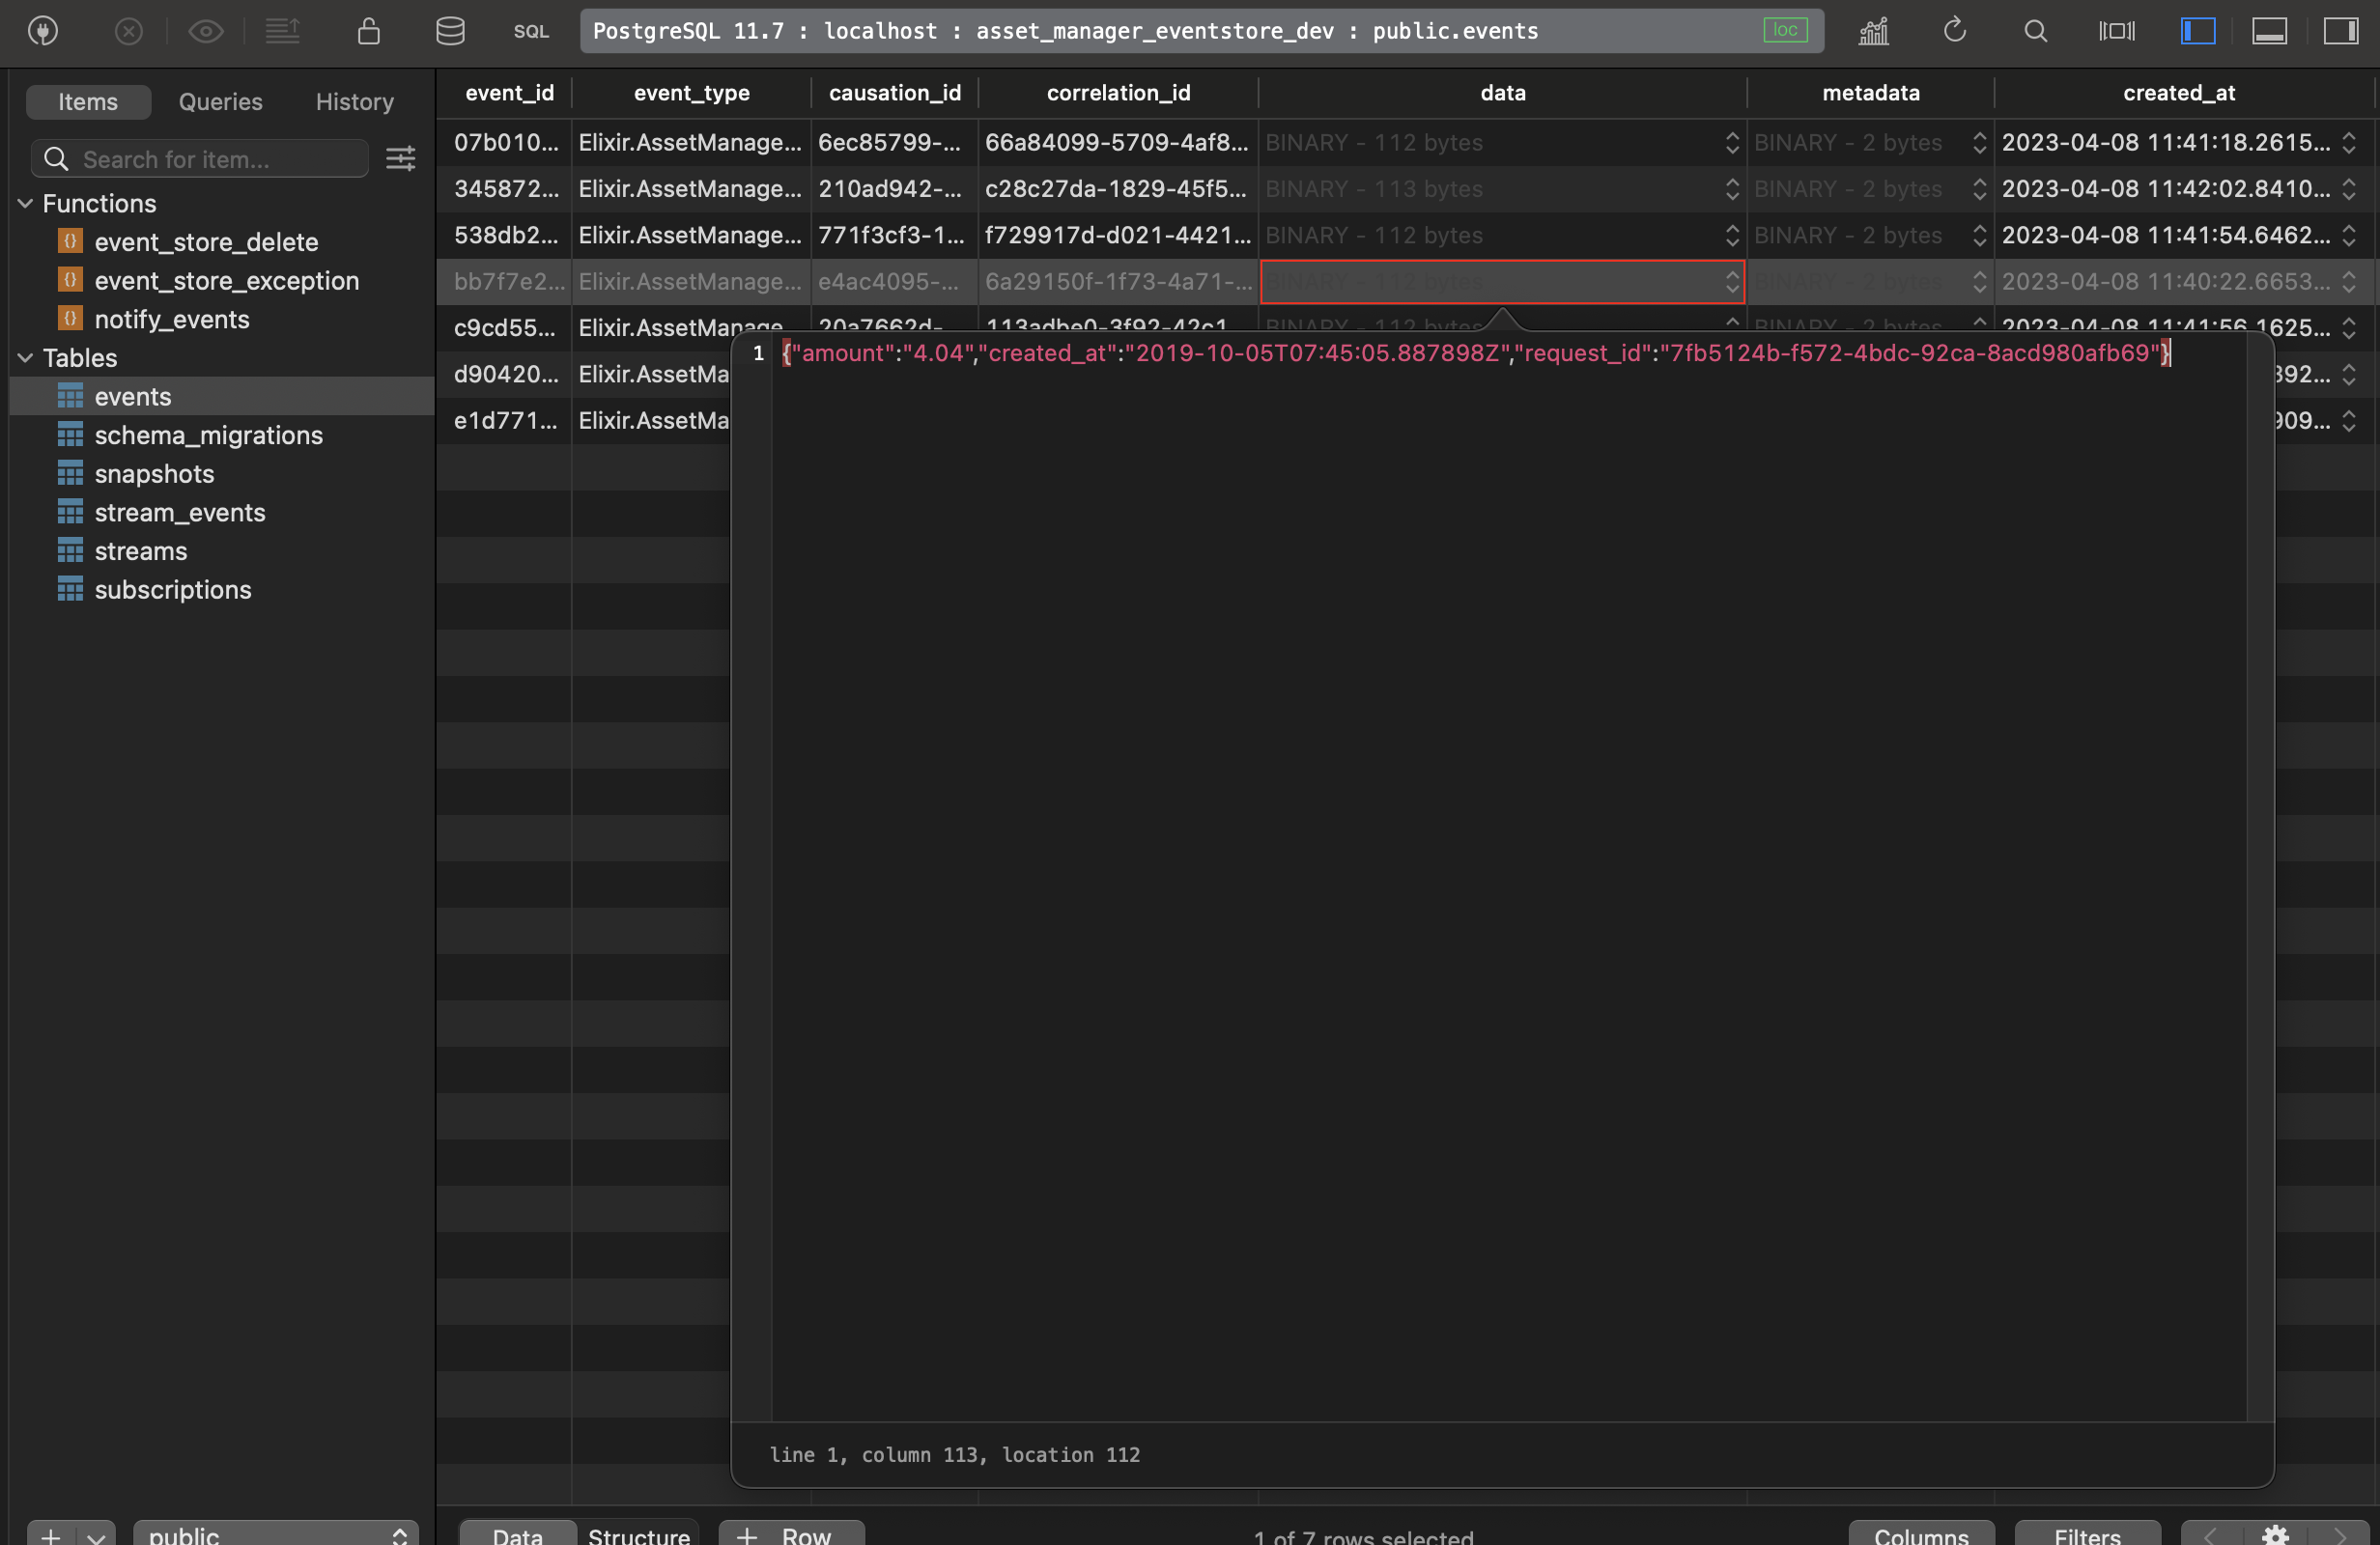 SQL
PostgreSQL 11.7 : localhost : asset_manager_eventstore_dev : public.events
loc
Items Queries History
Search for item...
Functions
event_store_delete
event_store_exception
notify_events
Tables
events
schema_migrations
snapshots
stream_events
streams
subscriptions
event_id event_type causation_id correlation_id data metadata created_at
07b010... Elixir.AssetManage... 6ec85799-... 66a84099-5709-4af8... BINARY - 112 bytes BINARY - 2 bytes 2023-04-08 11:41:18.2615...
345872... Elixir.AssetManage... 210ad942-... c28c27da-1829-45f5... BINARY - 113 bytes BINARY - 2 bytes 2023-04-08 11:42:02.8410...
538db2... Elixir.AssetManage... 771f3cf3-1... f729917d-d021-4421... BINARY - 112 bytes BINARY - 2 bytes 2023-04-08 11:41:54.6462...
bb7f7e2... Elixir.AssetManage... e4ac4095-... 6a29150f-1f73-4a71-... BINARY - 112 bytes BINARY - 2 bytes 2023-04-08 11:40:22.6653...
c9cd55... Elixir.AssetManage 20a7662d- 113adbe0-3f92-42c1 BINARY - 112 bytes BINARY - 2 bytes 2023-04-08 11:41:56.1625...
d90420... Elixir.AssetMa 392...
e1d771... Elixir.AssetMa 909...
1 {"amount":"4.04","created_at":"2019-10-05T07:45:05.887898Z","request_id":"7fb5124b-f572-4bdc-92ca-8acd980afb69"}
line 1, column 113, location 112
public
Data Structure + Row
1 of 7 rows selected
Columns Filters